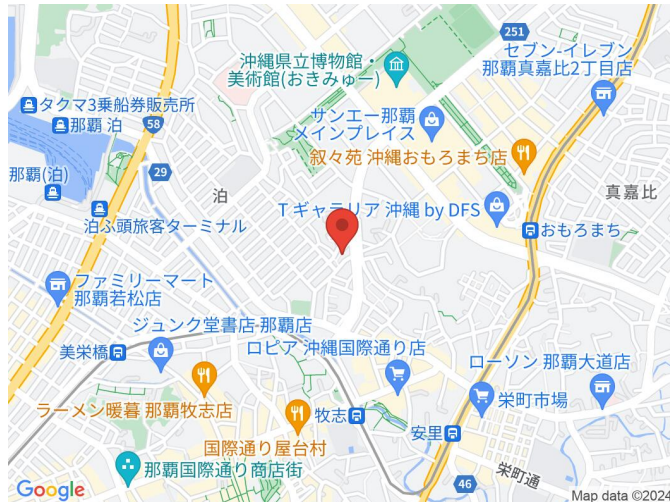 251
沖縄県立博物館・
美術館(おきみゅー)
セブン-イレブン
那覇真嘉比2丁目店
タクマ3乗船券販売所
那覇 泊
58
サンエー那覇
メインプレイス
叙々苑 沖縄おもろまち店
29
那覇(泊)
泊
真嘉比
Tギャラリア 沖縄 by DFS
泊ふ頭旅客ターミナル
おもろまち
ファミリーマート
那覇若松店
ジュンク堂書店-那覇店
美栄橋
ロピア 沖縄国際通り店
ローソン 那覇大道店
ラーメン暖暮 那覇牧志店
牧志
栄町市場
国際通り屋台村
安里
那覇国際通り商店街
栄町通
46
Google
Map data ©202